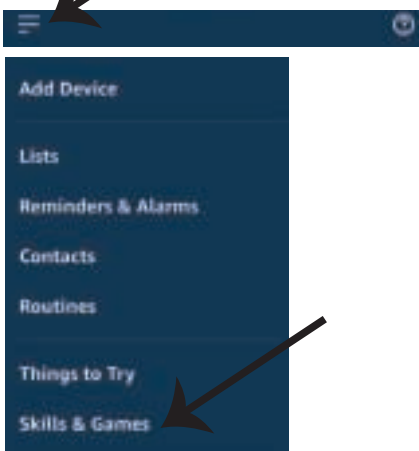 Add Device
Lists
Reminders & Alarms
Contacts
Routines
Things to Try
Skills & Games